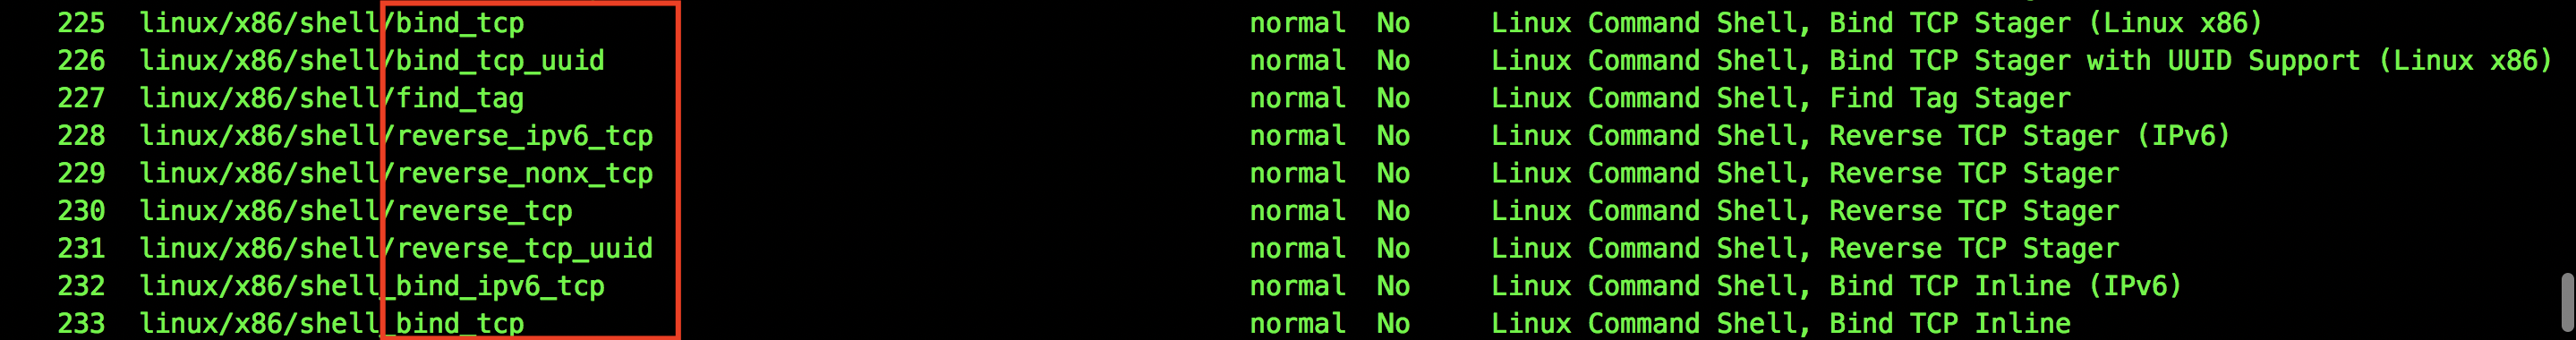 225 linux/x86/shell/bind_tcp normal No Linux Command Shell, Bind TCP Stager (Linux x86)
226 linux/x86/shell/bind_tcp_uuid normal No Linux Command Shell, Bind TCP Stager with UUID Support (Linux x86)
227 linux/x86/shell/find_tag normal No Linux Command Shell, Find Tag Stager
228 linux/x86/shell/reverse_ipv6_tcp normal No Linux Command Shell, Reverse TCP Stager (IPv6)
229 linux/x86/shell/reverse_nonx_tcp normal No Linux Command Shell, Reverse TCP Stager
230 linux/x86/shell/reverse_tcp normal No Linux Command Shell, Reverse TCP Stager
231 linux/x86/shell/reverse_tcp_uuid normal No Linux Command Shell, Reverse TCP Stager
232 linux/x86/shell_bind_ipv6_tcp normal No Linux Command Shell, Bind TCP Inline (IPv6)
233 linux/x86/shell_bind_tcp normal No Linux Command Shell, Bind TCP Inline